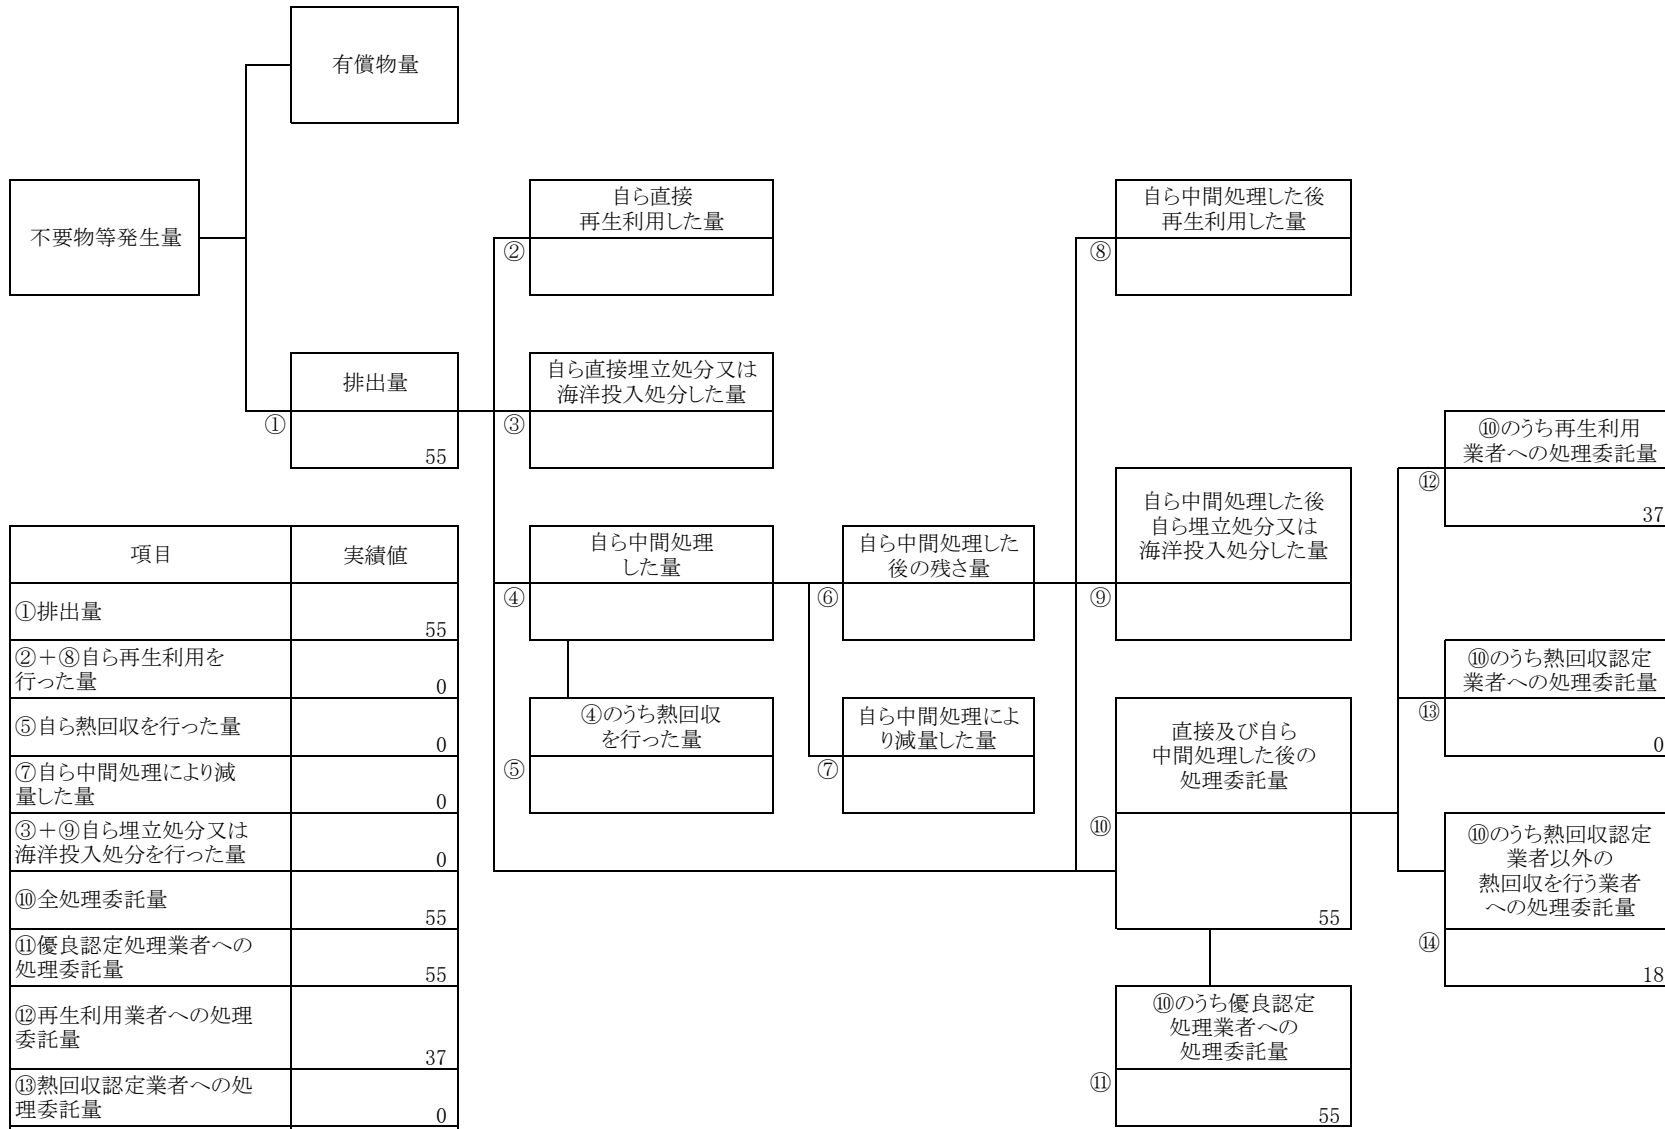 有償物量
不要物等発生量
自ら直接
再生利用した量
②
自ら中間処理した後
再生利用した量
⑧
排出量
①
55
自ら直接埋立処分又は
海洋投入処分した量
③
⑩のうち再生利用
業者への処理委託量
⑫
37
自ら中間処理した後
自ら埋立処分又は
海洋投入処分した量
⑨
自ら中間処理
した量
④
自ら中間処理した
後の残さ量
⑥
⑩のうち熱回収認定
業者への処理委託量
⑬
0
④のうち熱回収
を行った量
⑤
自ら中間処理によ
り減量した量
⑦
直接及び自ら
中間処理した後の
処理委託量
⑩
55
⑩のうち熱回収認定
業者以外の
熱回収を行う業者
への処理委託量
⑭
18
⑩のうち優良認定
処理業者への
処理委託量
⑪
55
項目 実績値
①排出量
55
②+⑧自ら再生利用を
行った量
0
⑤自ら熱回収を行った量
0
⑦自ら中間処理により減
量した量
0
③+⑨自ら埋立処分又は
海洋投入処分を行った量
0
⑩全処理委託量
55
⑪優良認定処理業者への
処理委託量
55
⑫再生利用業者への処理
委託量
37
⑬熱回収認定業者への処
理委託量
0